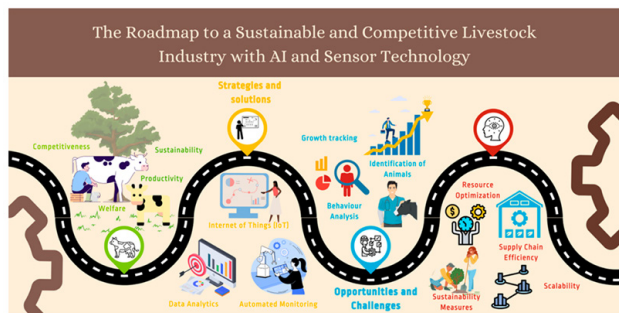 The Roadmap to a Sustainable and Competitive Livestock
Industry with AI and Sensor Technology
Competitiveness
Sustainability
Productivity
Welfare
Strategies and
solutions
Internet of Things (IoT)
Data Analytics
Automated Monitoring
Growth tracking
Identification of
Animals
Behaviour
Analysis
Opportunities and
Challenges
Resource
Optimization
Supply Chain
Efficiency
Sustainability
Measures
Scalability